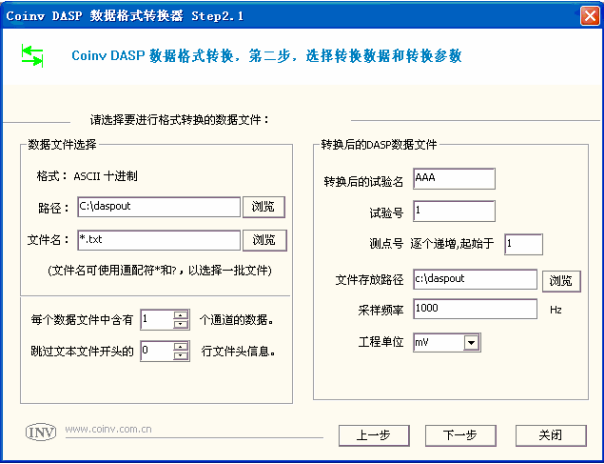 Coinv DASP 数据格式转换器 Step2.1
Coinv DASP 数据格式转换，第二步，选择转换数据和转换参数
请选择要进行格式转换的数据文件：
数据文件选择
格式： ASCII 十进制
路径： C:\daspout 浏览
文件名： *.txt 浏览
(文件名可使用通配符*和?，以选择一批文件)
每个数据文件中含有 1 个通道的数据。
跳过文本文件开头的 0 行文件头信息。
转换后的DASP数据文件
转换后的试验名 AAA
试验号 1
测点号 逐个递增,起始于 1
文件存放路径 c:\daspout 浏览
采样频率 1000 Hz
工程单位 mV
INV www.coinv.com.cn
上一步 下一步 关闭